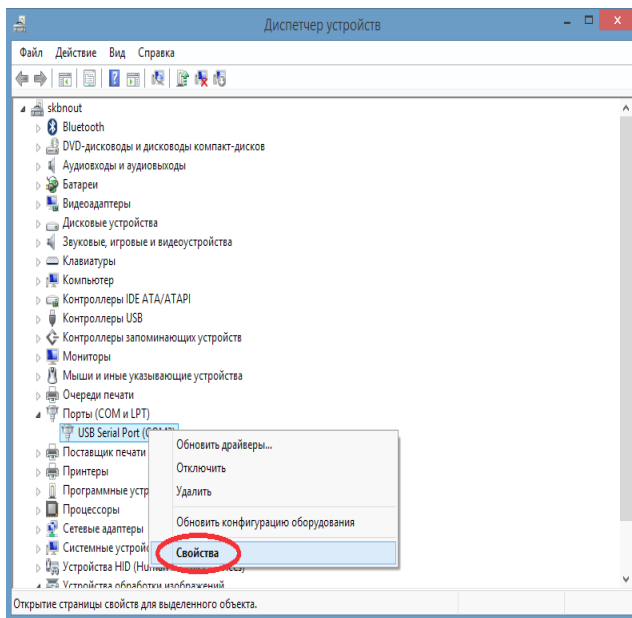 Диспетчер устройств
Файл Действие Вид Справка
skbnout
Bluetooth
DVD-дисководы и дисководы компакт-дисков
Аудиовходы и аудиовыходы
Батареи
Видеоадаптеры
Дисковые устройства
Звуковые, игровые и видеоустройства
Клавиатуры
Компьютер
Контроллеры IDE ATA/ATAPI
Контроллеры USB
Контроллеры запоминающих устройств
Мониторы
Мыши и иные указывающие устройства
Очереди печати
Порты (COM и LPT)
USB Serial Port
Поставщик печати
Принтеры
Программные устр
Процессоры
Сетевые адаптеры
Системные устрой
Устройства HID (Hu
Устройства обработки изображений
Обновить драйверы...
Отключить
Удалить
Обновить конфигурацию оборудования
Свойства
Открытие страницы свойств для выделенного объекта.